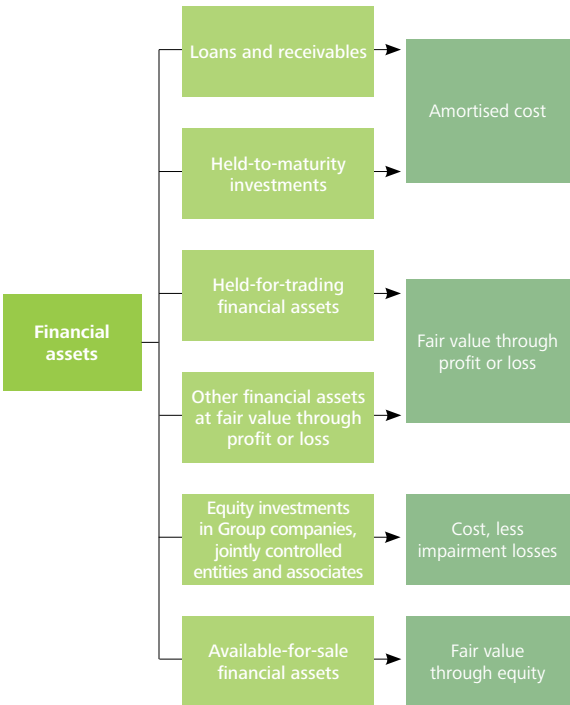 Loans and receivables
Amortised cost
Held-to-maturity
investments
Held-for-trading
financial assets
Financial
assets
Fair value through
profit or loss
Other financial assets
at fair value through
profit or loss
Equity investments
in Group companies,
jointly controlled
entities and associates
Cost, less
impairment losses
Available-for-sale
financial assets
Fair value
through equity